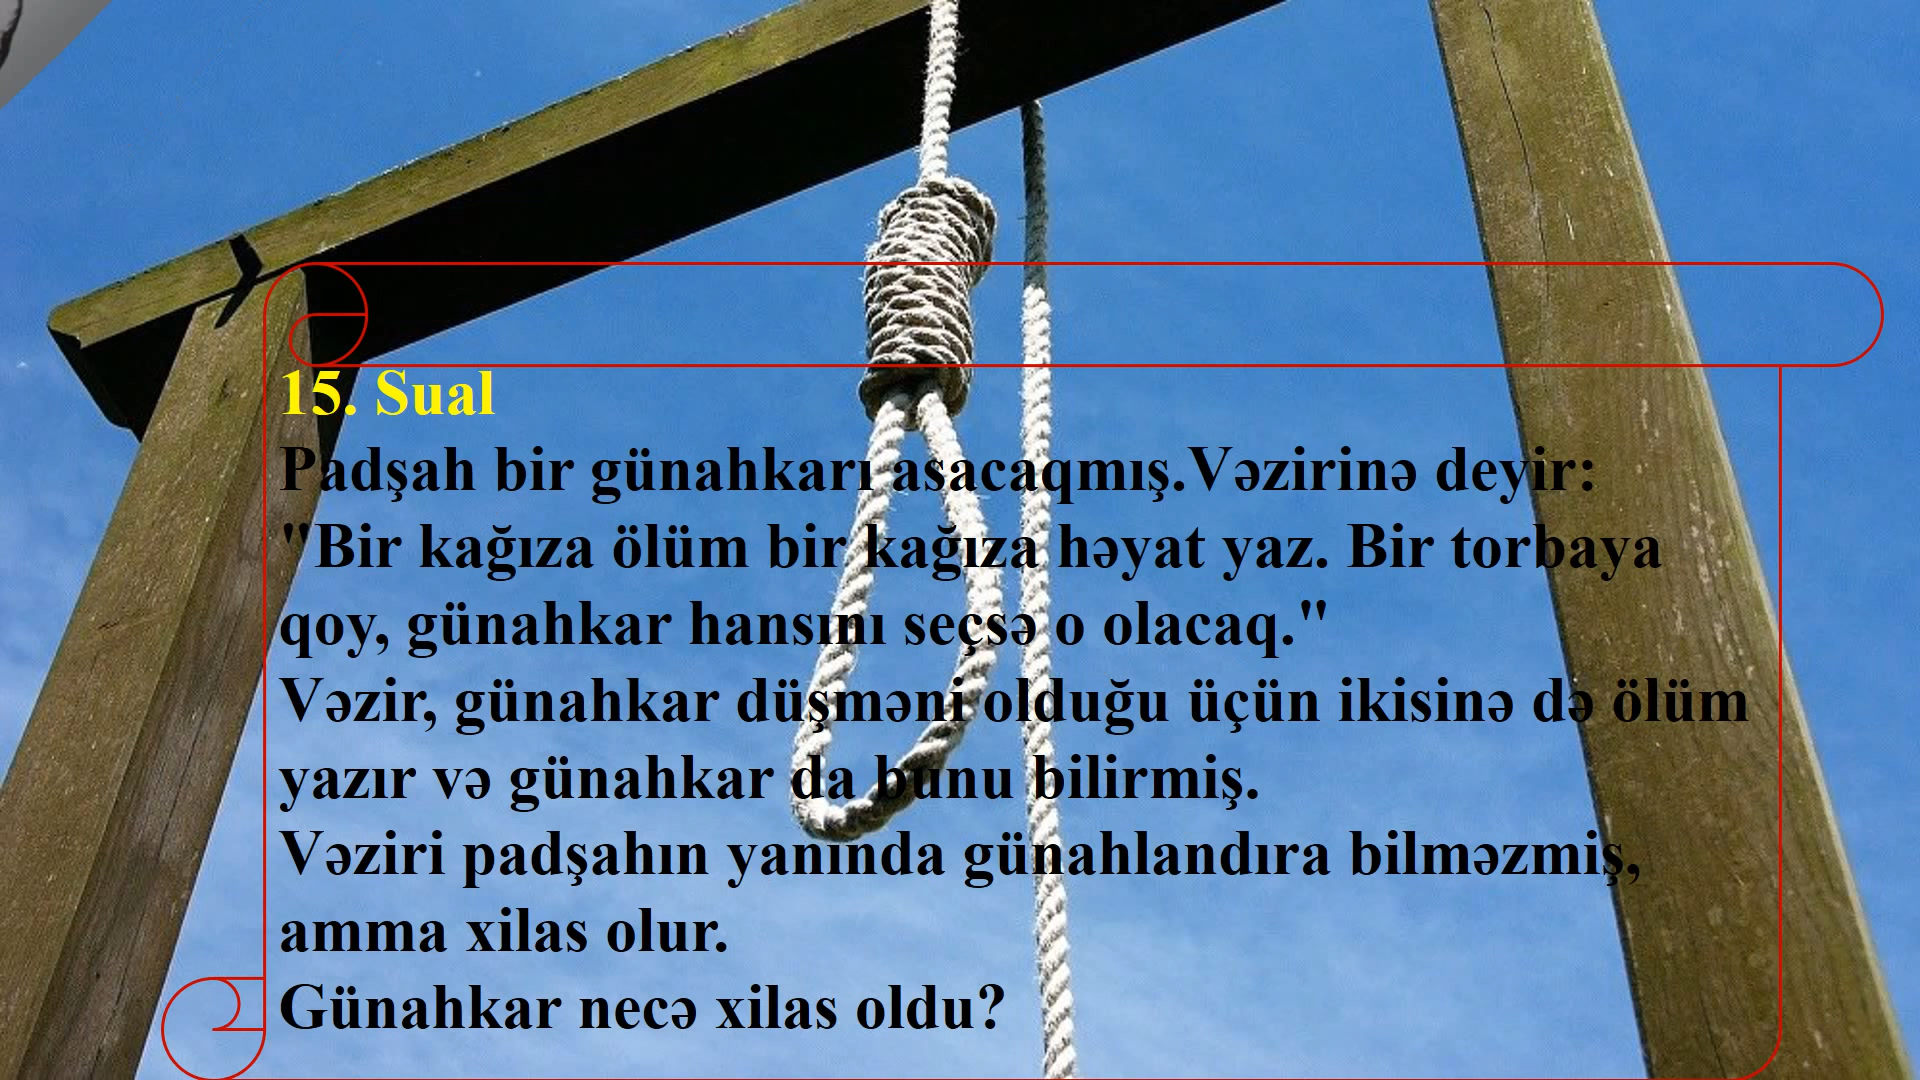 15. Sual
Padşah bir günahkarı asacaqmış.Vəzirinə deyir:
"Bir kağıza ölüm bir kağıza həyat yaz. Bir torbaya
qoy, günahkar hansını seçsə o olacaq."
Vəzir, günahkar düşməni olduğu üçün ikisinə də ölüm
yazır və günahkar da bunu bilirmiş.
Vəziri padşahın yanında günahlandıra bilməzmiş,
amma xilas olur.
Günahkar necə xilas oldu?